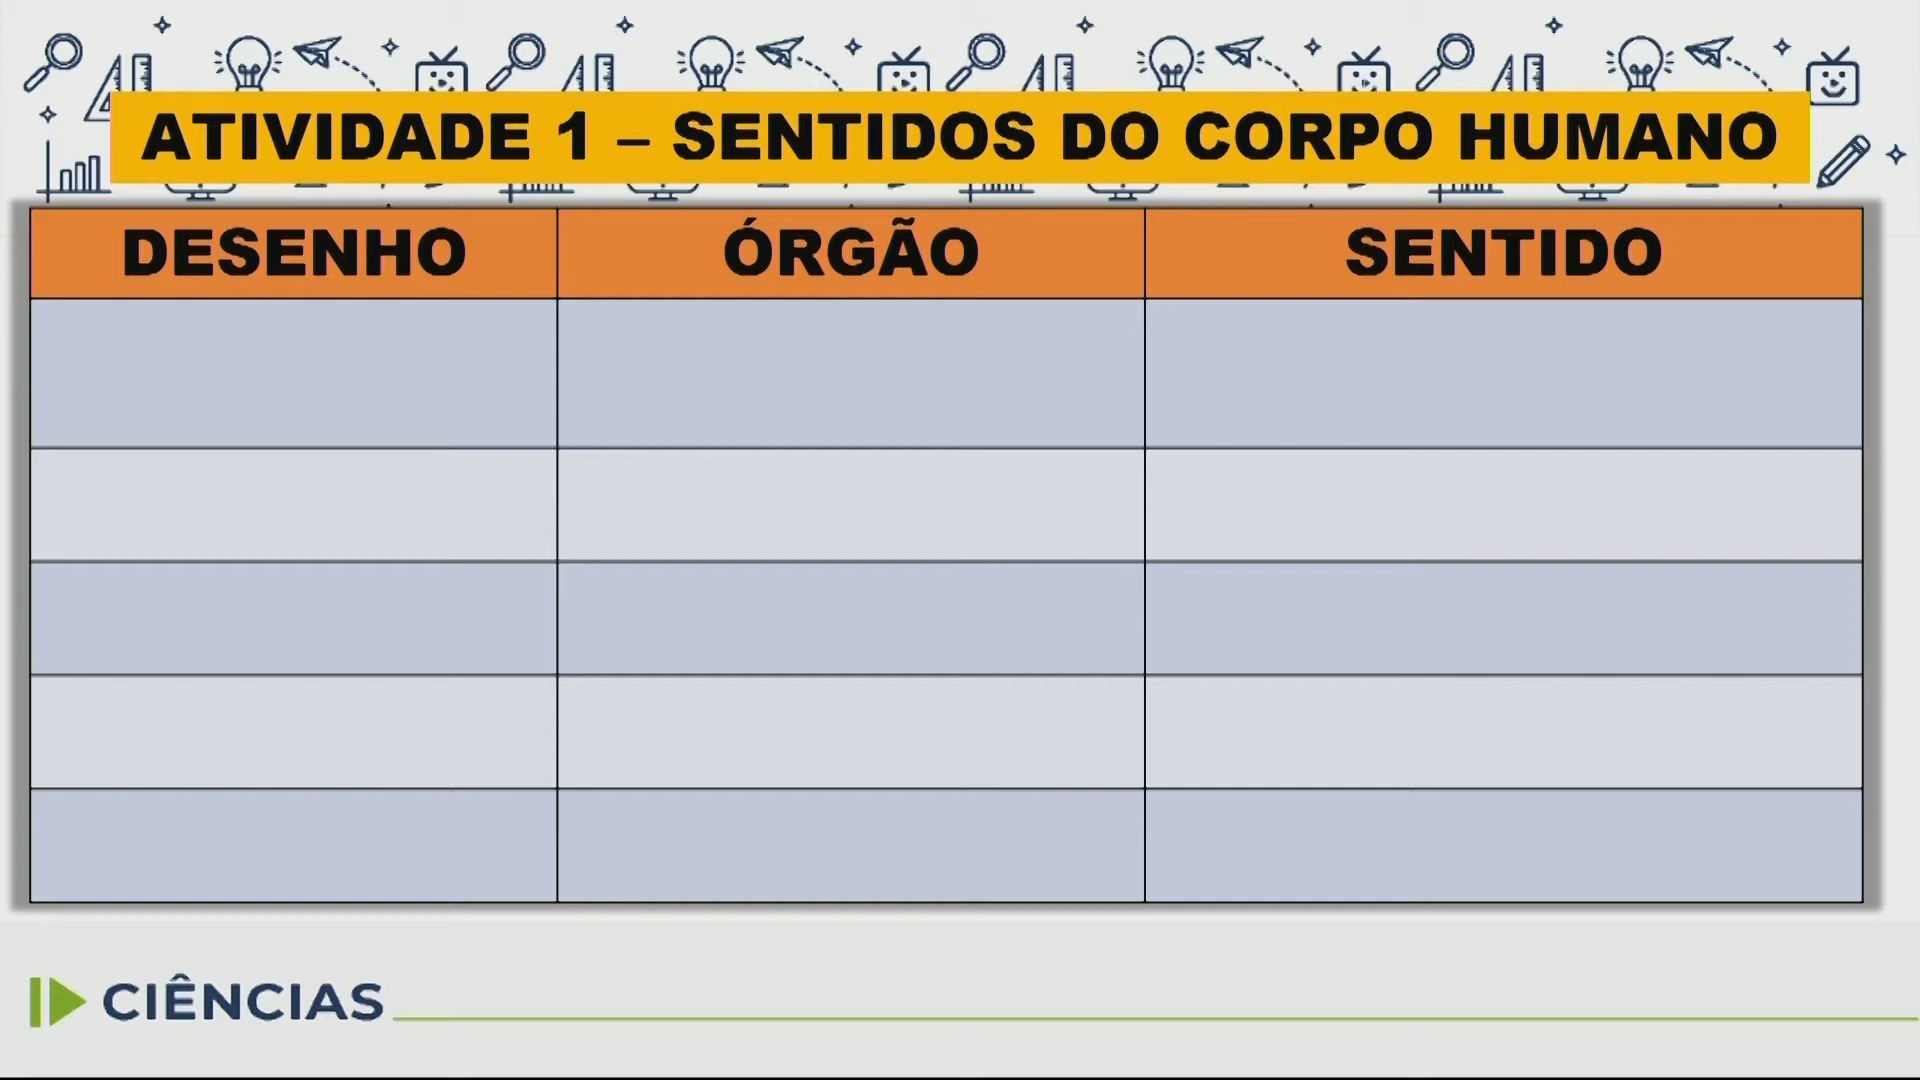 ATIVIDADE 1 – SENTIDOS DO CORPO HUMANO
DESENHO ÓRGÃO SENTIDO
CIÊNCIAS